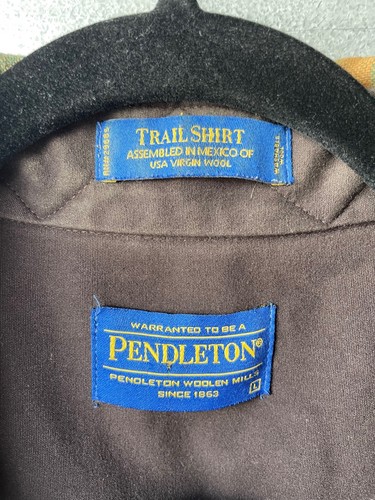 TRAIL SHIRT
ASSEMBLED IN MEXICO OF
USA VIRGIN WOOL
WARRANTED TO BE A
PENDLETON®
PENDLETON WOOLEN MILLS
SINCE 1863
L